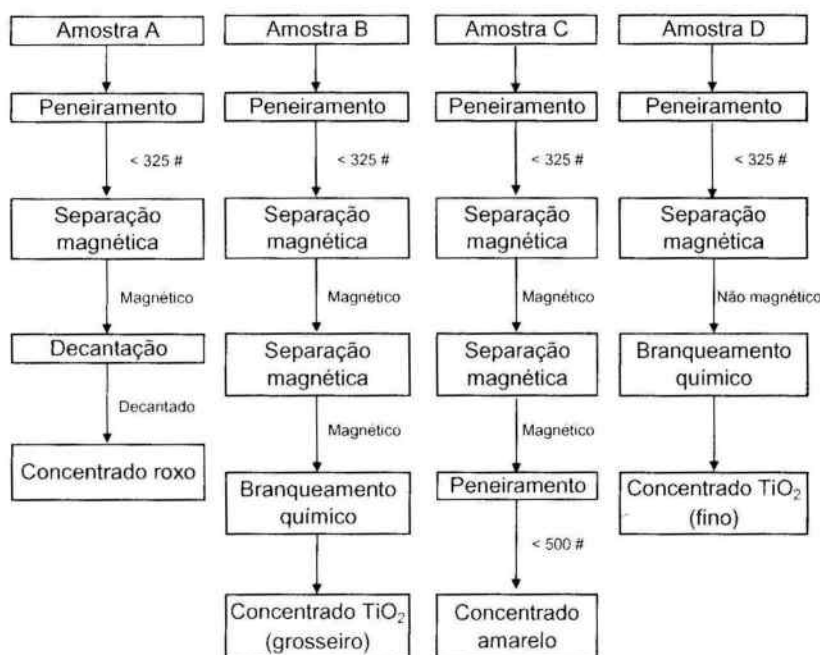 Amostra A
Peneiramento
< 325 #
Separação
magnética
Magnético
Decantação
Decantado
Concentrado roxo
Amostra B
Peneiramento
< 325 #
Separação
magnética
Magnético
Separação
magnética
Magnético
Branqueamento
químico
Concentrado TiO₂
(grosseiro)
Amostra C
Peneiramento
< 325 #
Separação
magnética
Magnético
Separação
magnética
Magnético
Peneiramento
< 500 #
Concentrado
amarelo
Amostra D
Peneiramento
< 325 #
Separação
magnética
Não magnético
Branqueamento
químico
Concentrado TiO₂
(fino)